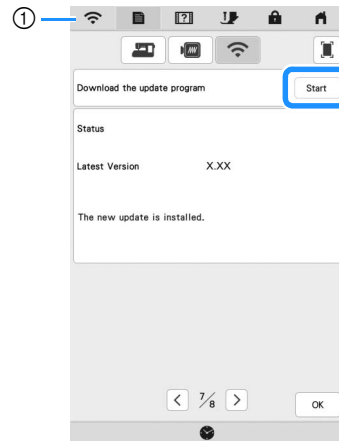 ①
Download the update program Start
Status
Latest Version X.XX
The new update is installed.
7/8
OK